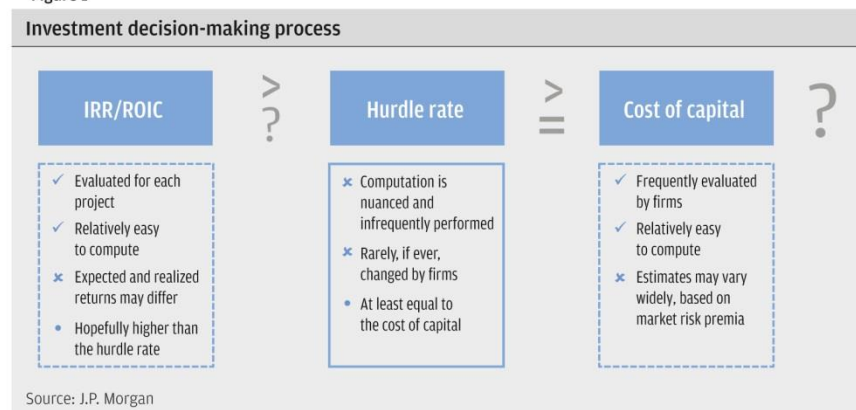 Investment decision-making process
IRR/ROIC
>
?
Hurdle rate
>
=
Cost of capital
?
✓ Evaluated for each
project
✓ Relatively easy
to compute
× Expected and realized
returns may differ
• Hopefully higher than
the hurdle rate
× Computation is
nuanced and
infrequently performed
× Rarely, if ever,
changed by firms
• At least equal to
the cost of capital
✓ Frequently evaluated
by firms
✓ Relatively easy
to compute
× Estimates may vary
widely, based on
market risk premia
Source: J.P. Morgan